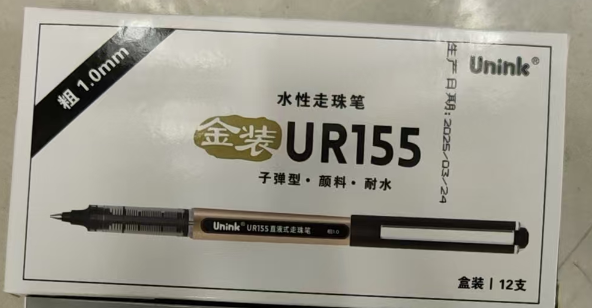 粗 1.0mm
Unink®
生产日期:2025/03/24
水性走珠笔
金装 UR155
子弹型·颜料·耐水
Unink® UR155 直液式走珠笔
盒装 | 12支